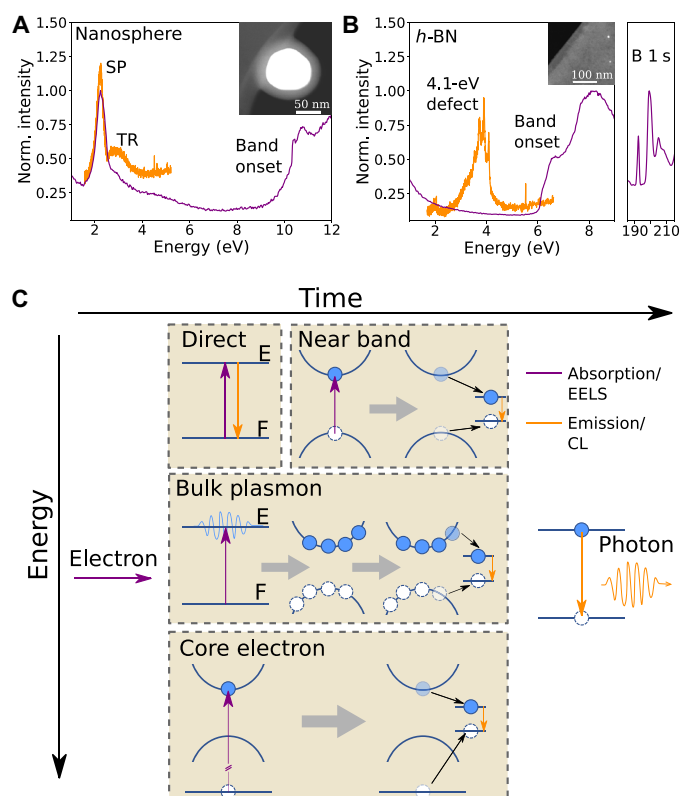 A
Nanosphere
SP
TR
Band
onset
50 nm
Norm. intensity
1.50
1.25
1.00
0.75
0.50
0.25
2 4 6 8 10 12
Energy (eV)
B
h-BN
4.1-eV
defect
Band
onset
100 nm
Norm. intensity
1.50
1.25
1.00
0.75
0.50
0.25
2 4 6 8
Energy (eV)
B 1 s
190 210
C
Time
Energy
Direct
E
F
Near band
Absorption/
EELS
Emission/
CL
Bulk plasmon
E
F
Electron
Photon
Core electron